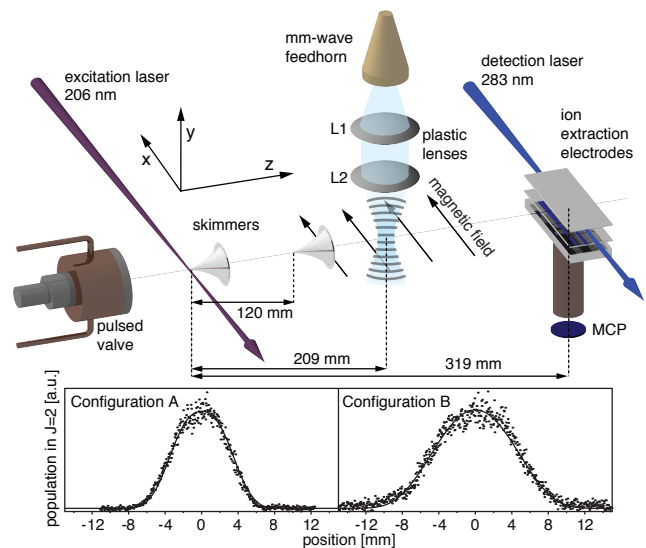 mm-wave
feedhorn
excitation laser
206 nm
detection laser
283 nm
ion
extraction
electrodes
L1
plastic
lenses
L2
y
x
z
skimmers
magnetic field
pulsed
valve
120 mm
MCP
209 mm
319 mm
population in J=2 [a.u.]
Configuration A
Configuration B
-12 -8 -4 0 4 8 12 -12 -8 -4 0 4 8 12
position [mm]